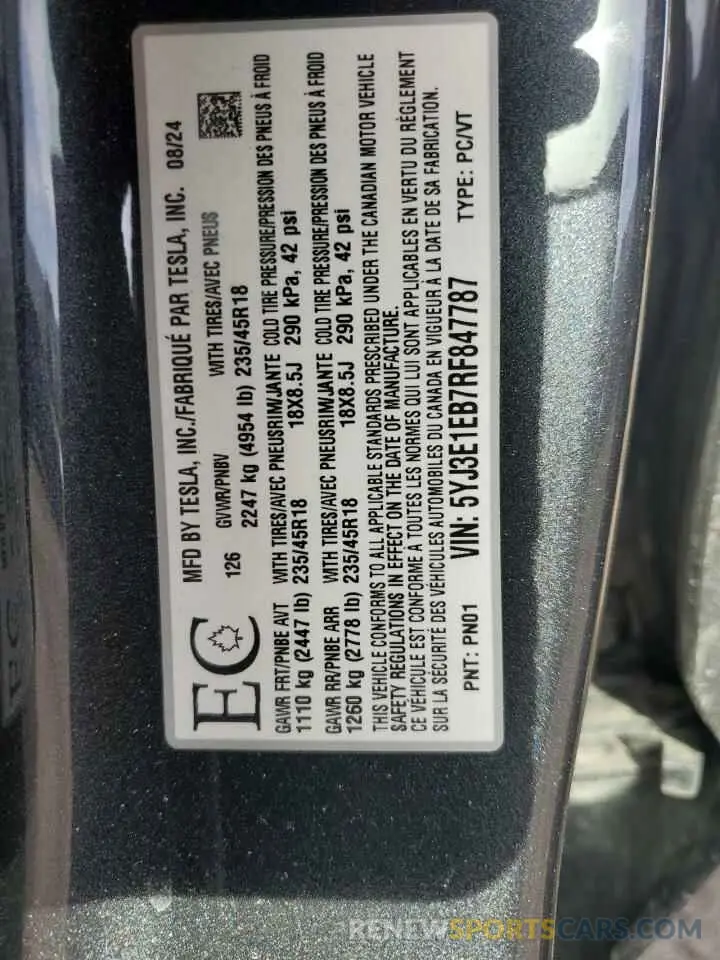 MFD BY TESLA, INC./FABRIQUÉ PAR TESLA, INC. 08/24
126 GVWR/PNBV WITH TIRES/AVEC PNEUS
2247 kg (4954 lb) 235/45R18
EC
GAWR FRT/PNBE AVT WITH TIRES/AVEC PNEUS RIM/JANTE COLD TIRE PRESSURE/PRESSION DES PNEUS À FROID
1110 kg (2447 lb) 235/45R18 18X8.5J 290 kPa, 42 psi
GAWR RR/PNBE ARR WITH TIRES/AVEC PNEUS RIM/JANTE COLD TIRE PRESSURE/PRESSION DES PNEUS À FROID
1260 kg (2778 lb) 235/45R18 18X8.5J 290 kPa, 42 psi
THIS VEHICLE CONFORMS TO ALL APPLICABLE STANDARDS PRESCRIBED UNDER THE CANADIAN MOTOR VEHICLE
SAFETY REGULATIONS IN EFFECT ON THE DATE OF MANUFACTURE.
CE VÉHICULE EST CONFORME À TOUTES LES NORMES QUI LUI SONT APPLICABLES EN VERTU DU RÈGLEMENT
SUR LA SÉCURITÉ DES VÉHICULES AUTOMOBILES DU CANADA EN VIGUEUR À LA DATE DE SA FABRICATION.
PNT: PN01 VIN: 5YJ3E1EB7RF847787 TYPE: PC/VT
RENEWSPORTSCARS.COM